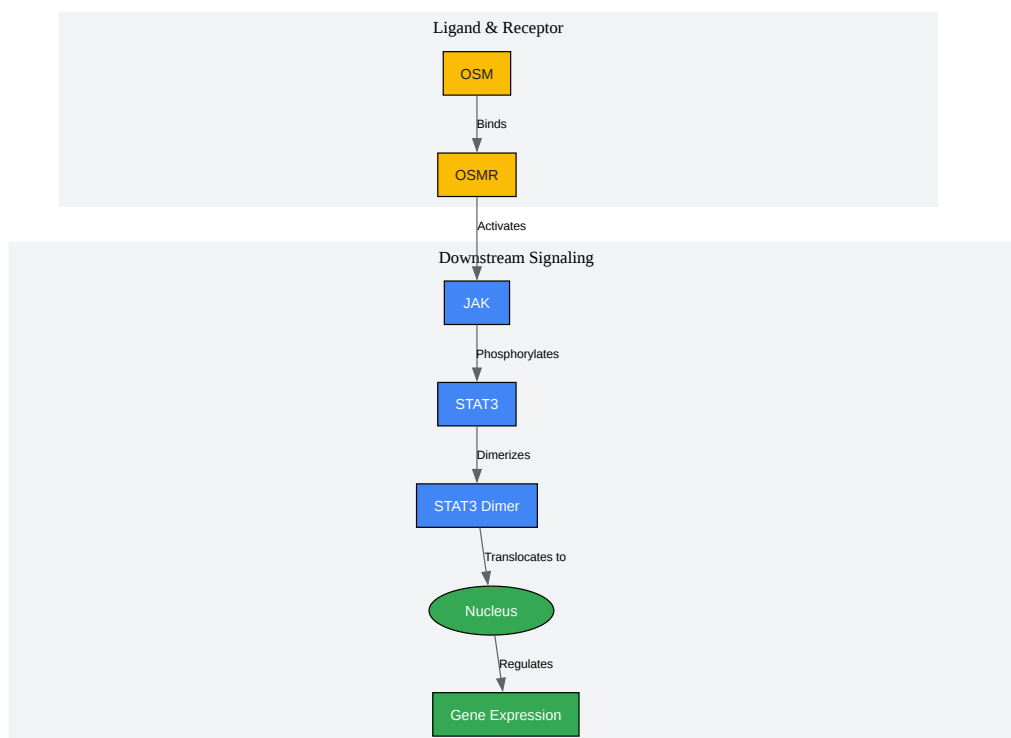 Ligand & Receptor
OSM
Binds
OSMR
Activates
Downstream Signaling
JAK
Phosphorylates
STAT3
Dimerizes
STAT3 Dimer
Translocates to
Nucleus
Regulates
Gene Expression